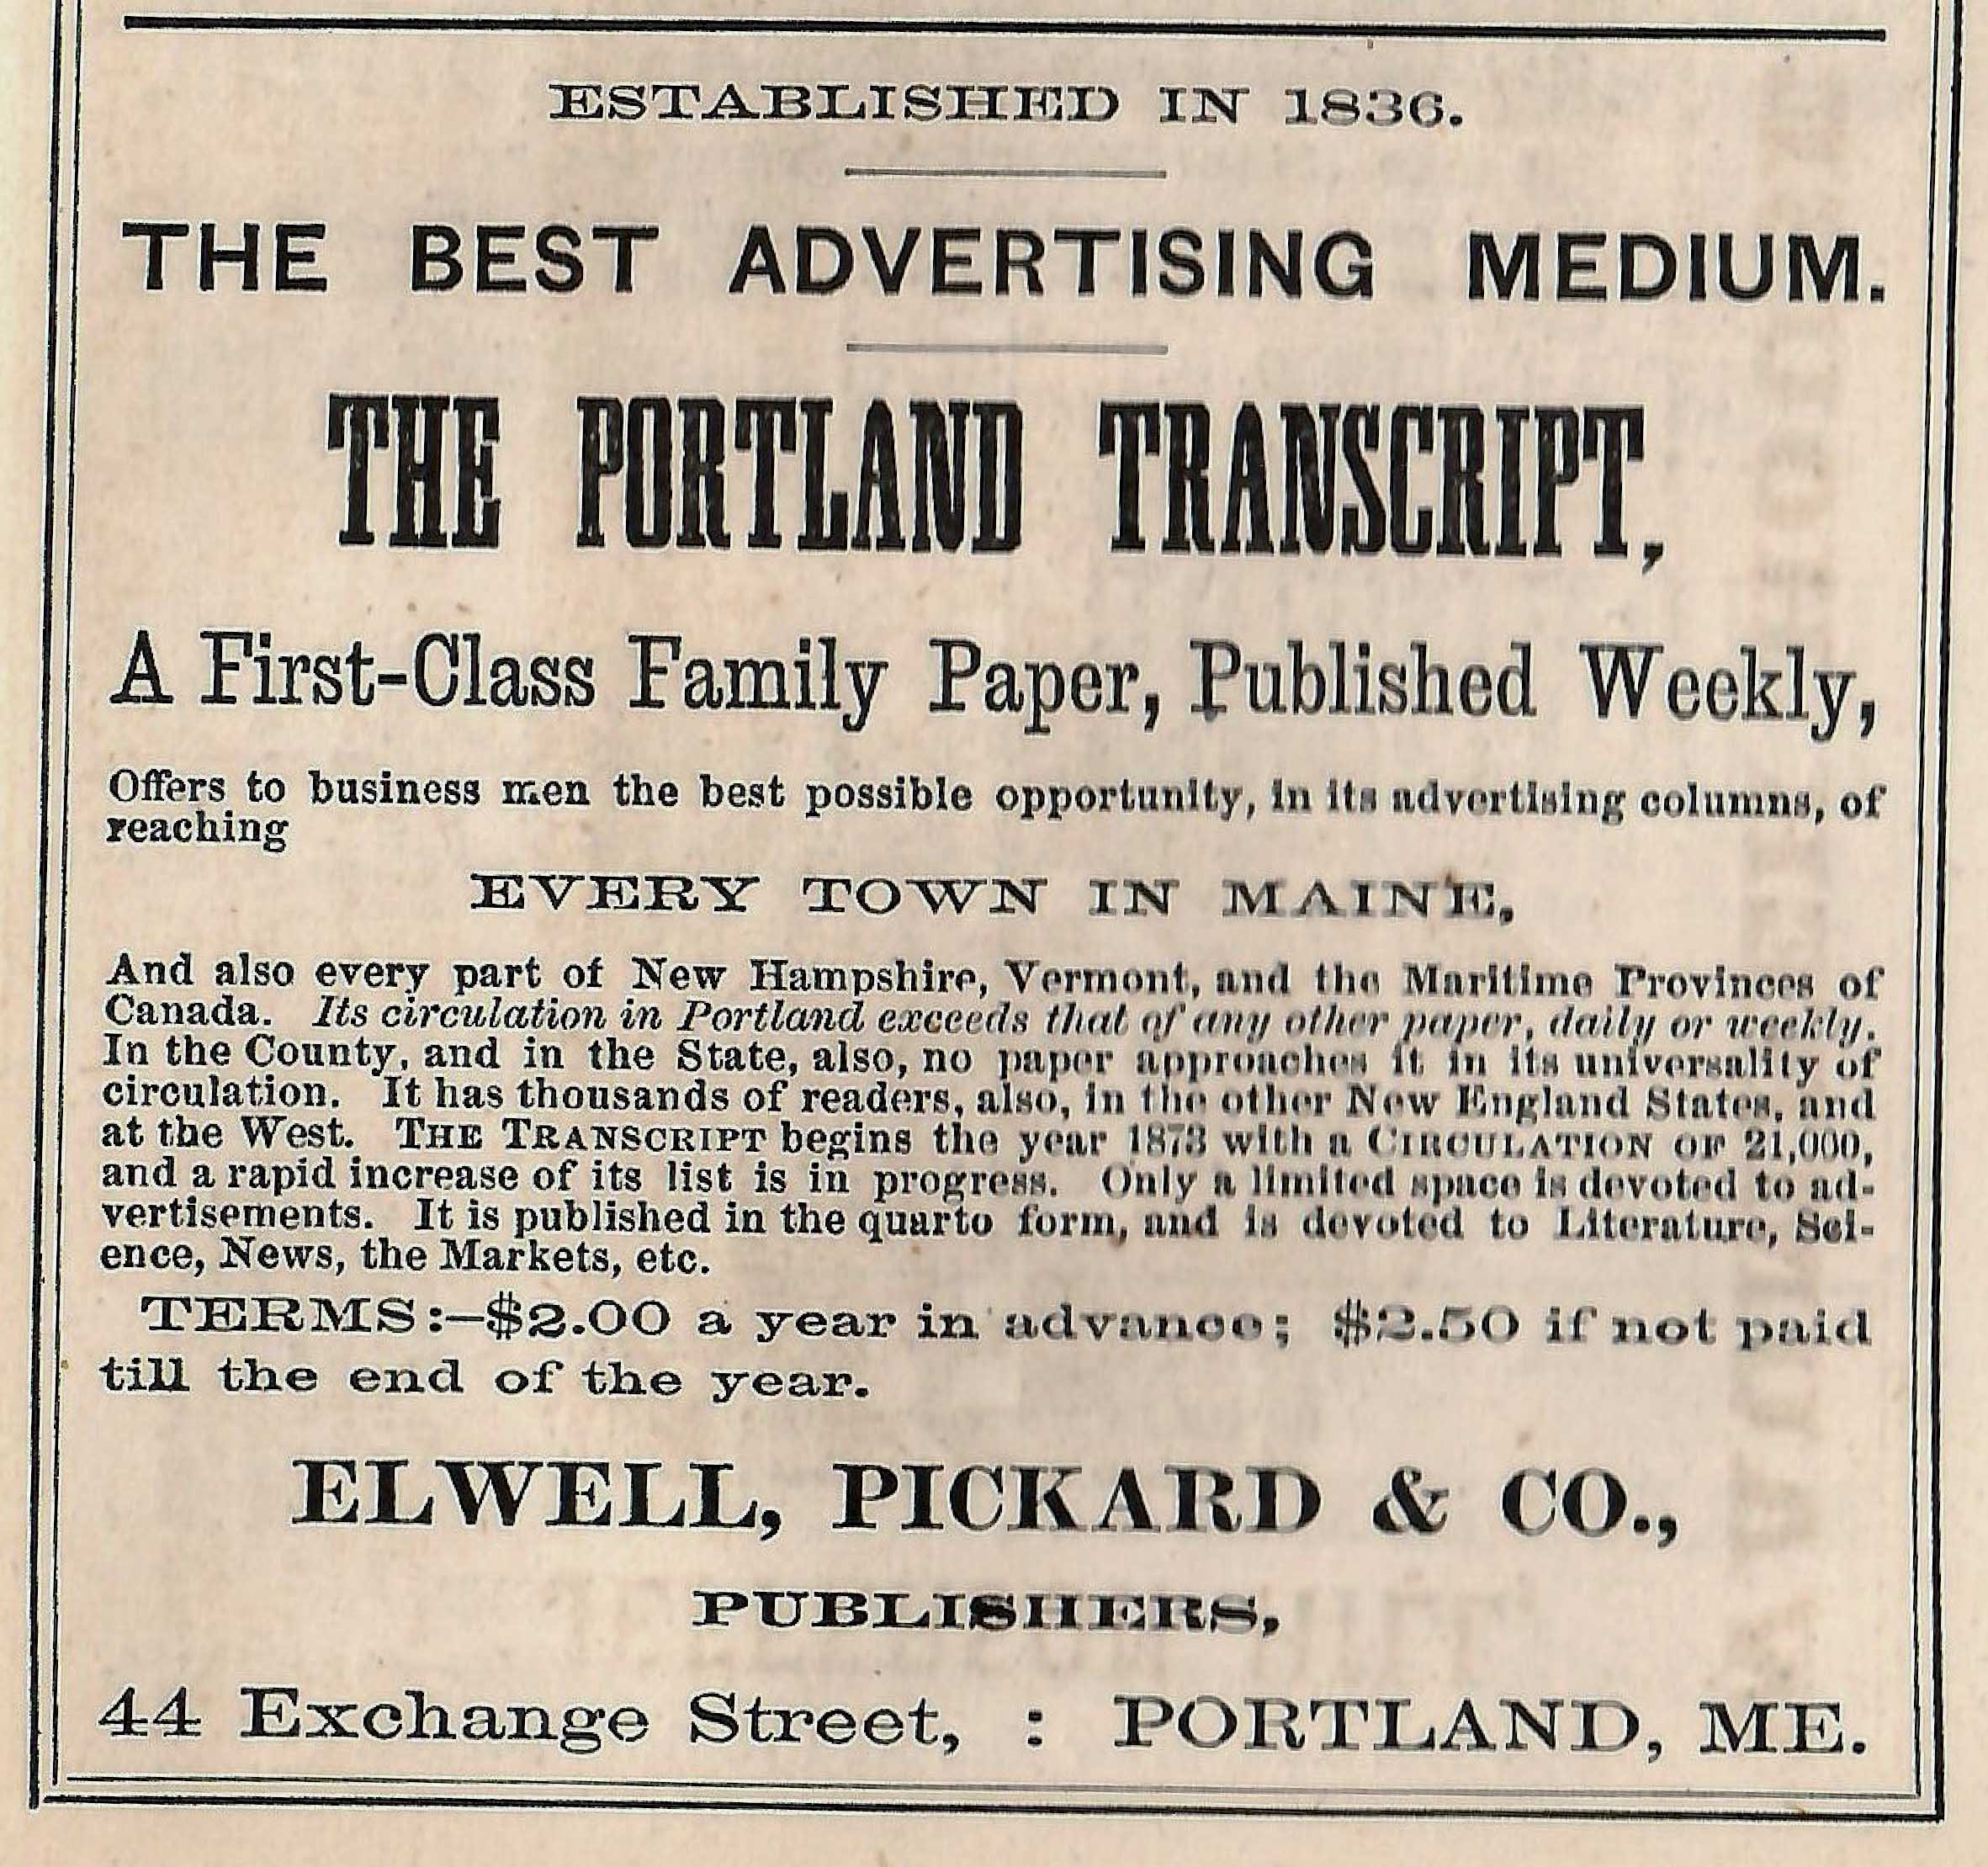 ESTABLISHED IN 1836.
THE BEST ADVERTISING MEDIUM.
THE PORTLAND TRANSCRIPT,
A First-Class Family Paper, Published Weekly,
Offers to business men the best possible opportunity, in its advertising columns, of
reaching
EVERY TOWN IN MAINE,
And also every part of New Hampshire, Vermont, and the Maritime Provinces of
Canada. Its circulation in Portland exceeds that of any other paper, daily or weekly.
In the County, and in the State, also, no paper approaches it in its universality of
circulation. It has thousands of readers, also, in the other New England States, and
at the West. THE TRANSCRIPT begins the year 1873 with a CIRCULATION OF 21,000,
and a rapid increase of its list is in progress. Only a limited space is devoted to ad-
vertisements. It is published in the quarto form, and is devoted to Literature, Sci-
ence, News, the Markets, etc.
TERMS:—$2.00 a year in advance; $2.50 if not paid
till the end of the year.
ELWELL, PICKARD & CO.,
PUBLISHERS,
44 Exchange Street, : PORTLAND, ME.